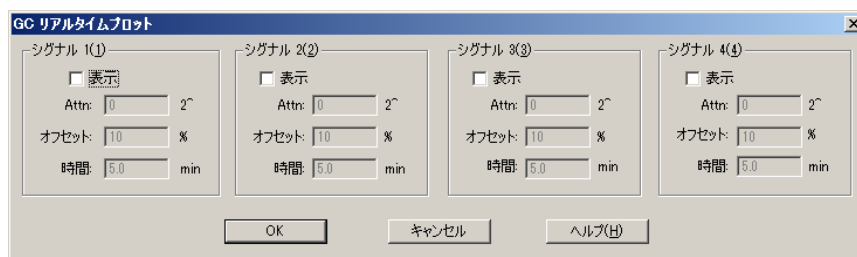 GC リアルタイムプロット
シグナル 1(1) シグナル 2(2) シグナル 3(3) シグナル 4(4)
表示 表示 表示 表示
Attn: 0 2^ Attn: 0 2^ Attn: 0 2^ Attn: 0 2^
オフセット: 10 % オフセット: 10 % オフセット: 10 % オフセット: 10 %
時間: 5.0 min 時間: 5.0 min 時間: 5.0 min 時間: 5.0 min
OK キャンセル ヘルプ(H)